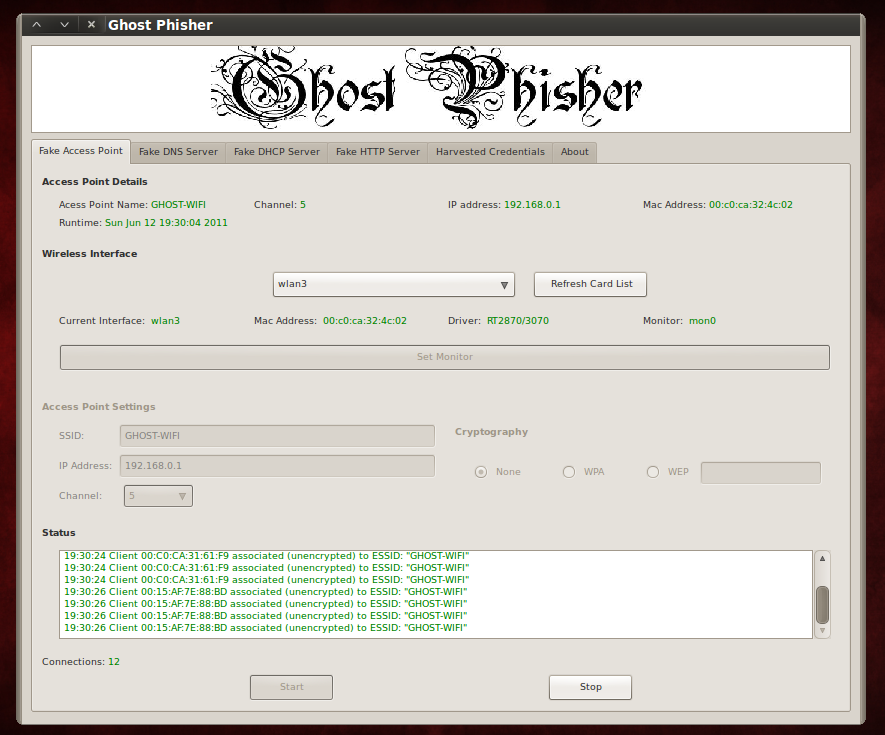 Ghost Phisher
Ghost Phisher
Fake Access Point Fake DNS Server Fake DHCP Server Fake HTTP Server Harvested Credentials About
Access Point Details
Acess Point Name: GHOST-WIFI Channel: 5 IP address: 192.168.0.1 Mac Address: 00:c0:ca:32:4c:02
Runtime: Sun Jun 12 19:30:04 2011
Wireless Interface
wlan3 Refresh Card List
Current Interface: wlan3 Mac Address: 00:c0:ca:32:4c:02 Driver: RT2870/3070 Monitor: mon0
Set Monitor
Access Point Settings
SSID: GHOST-WIFI Cryptography
IP Address: 192.168.0.1 None WPA WEP
Channel: 5
Status
19:30:24 Client 00:C0:CA:31:61:F9 associated (unencrypted) to ESSID: "GHOST-WIFI"
19:30:24 Client 00:C0:CA:31:61:F9 associated (unencrypted) to ESSID: "GHOST-WIFI"
19:30:24 Client 00:C0:CA:31:61:F9 associated (unencrypted) to ESSID: "GHOST-WIFI"
19:30:26 Client 00:15:AF:7E:88:BD associated (unencrypted) to ESSID: "GHOST-WIFI"
19:30:26 Client 00:15:AF:7E:88:BD associated (unencrypted) to ESSID: "GHOST-WIFI"
19:30:26 Client 00:15:AF:7E:88:BD associated (unencrypted) to ESSID: "GHOST-WIFI"
19:30:26 Client 00:15:AF:7E:88:BD associated (unencrypted) to ESSID: "GHOST-WIFI"
Connections: 12
Start Stop